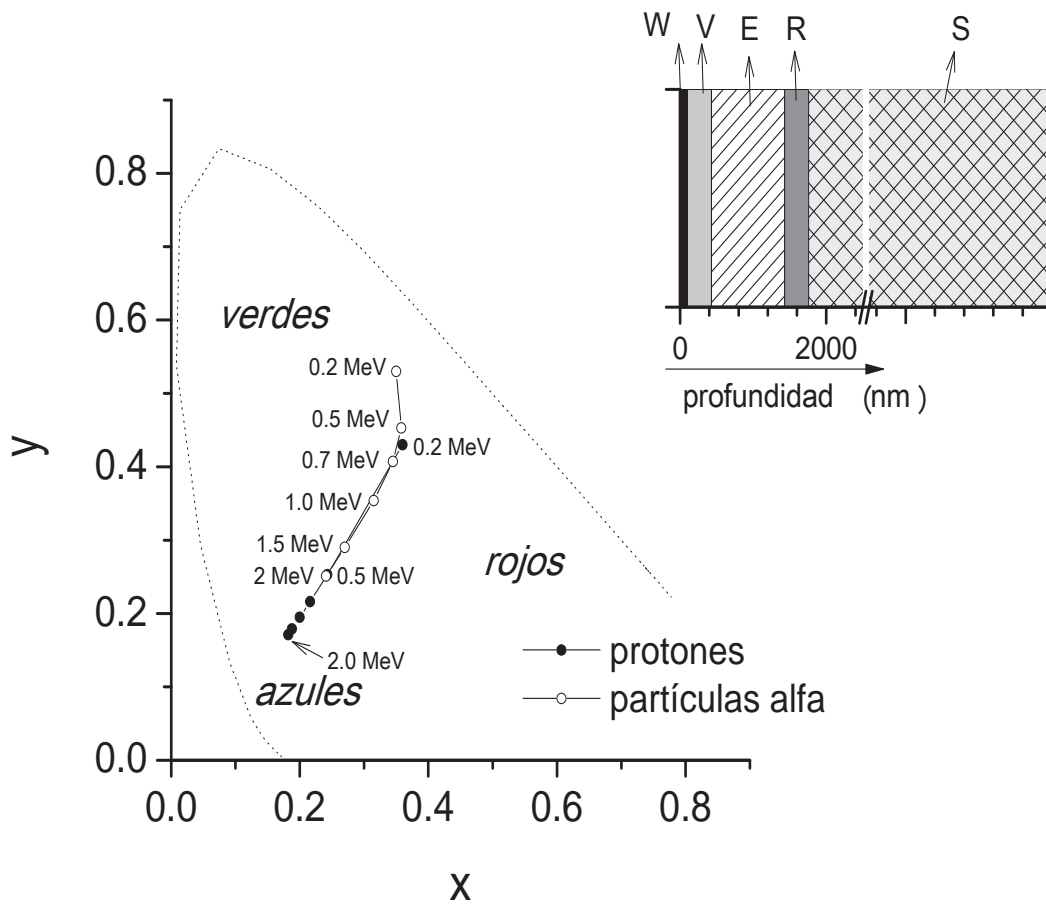 W V E R S
0 2000
profundidad (nm )
0.8
verdes
0.6
0.2 MeV
0.5 MeV
0.2 MeV
y
0.4
0.7 MeV
1.0 MeV
1.5 MeV
rojos
2 MeV 0.5 MeV
0.2
protones
2.0 MeV
azules
partículas alfa
0.0
0.0 0.2 0.4 0.6 0.8
x